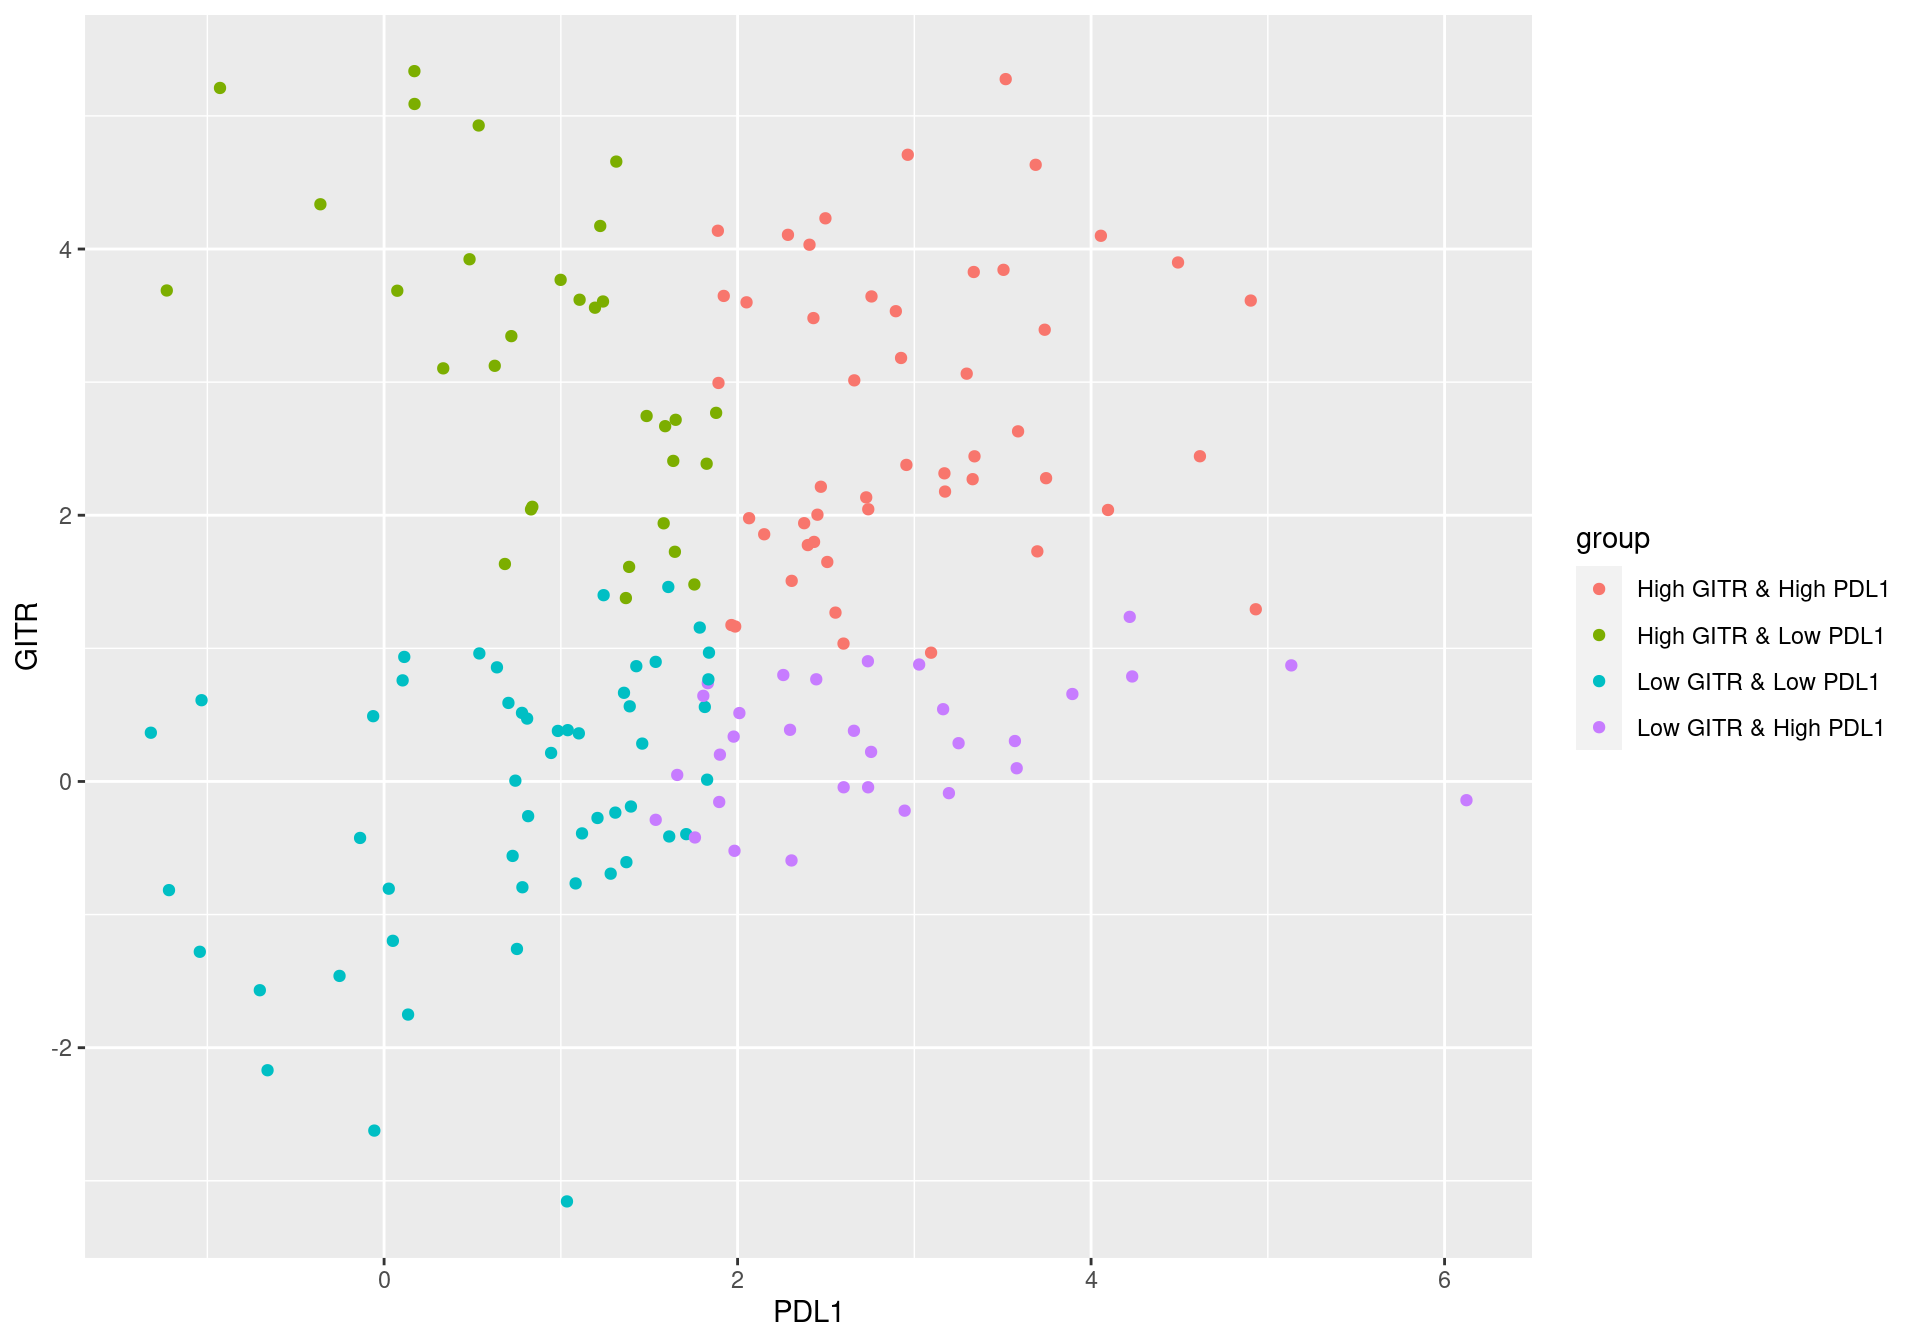 GITR
4
2
0
-2
0
2
4
6
PDL1
group
High GITR & High PDL1
High GITR & Low PDL1
Low GITR & Low PDL1
Low GITR & High PDL1